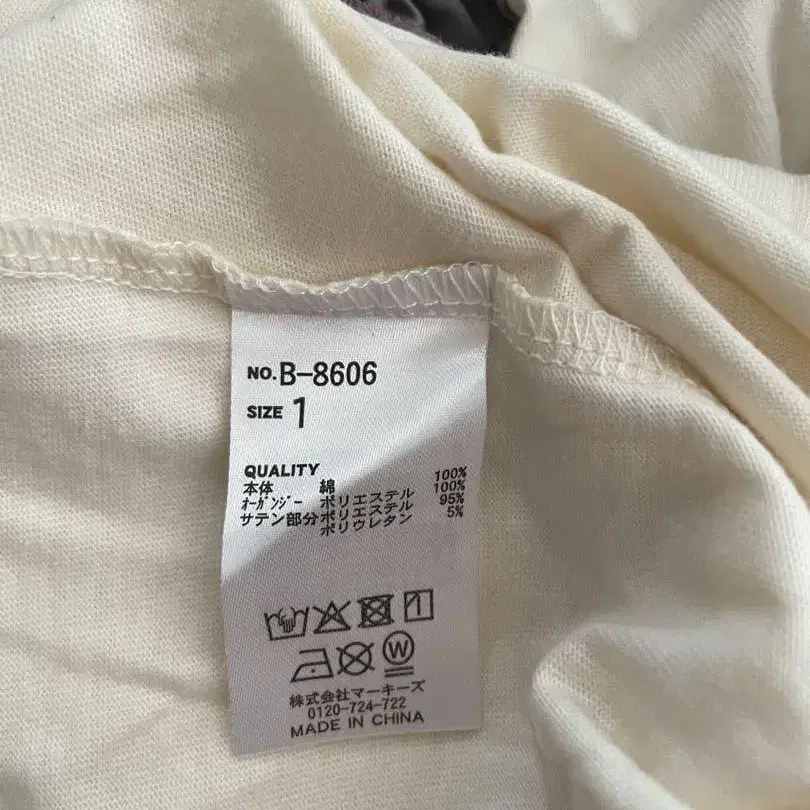 NO. B-8606
SIZE 1
QUALITY
本体 綿 100%
オーガンジー ポリエステル 100%
サテン部分 ポリエステル 95%
ポリウレタン 5%
W
株式会社マーキーズ
0120-724-722
MADE IN CHINA